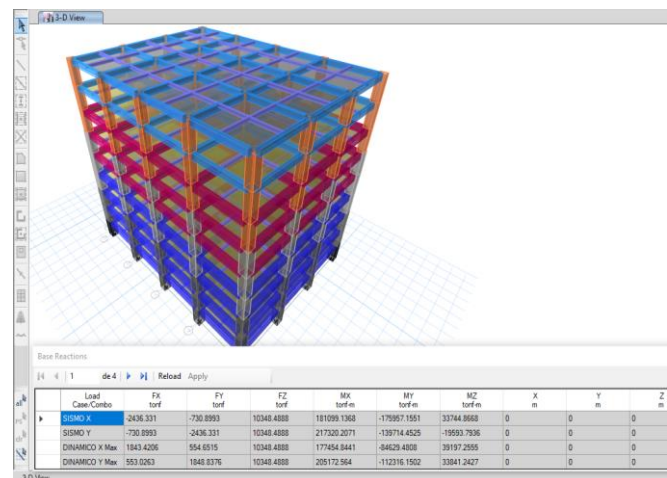 3-D View
Base Reactions
1 de 4 Reload Apply
Load Case/Combo FX tonf FY tonf FZ tonf MX tonf-m MY tonf-m MZ tonf-m X m Y m Z m
SISMO X -2436.331 -730.8993 10348.4888 181099.1368 -175957.1551 33744.8668 0 0 0
SISMO Y -730.8993 -2436.331 10348.4888 217320.2071 -139714.4525 -19593.7936 0 0 0
DINAMICO X Max 1843.4206 554.6515 10348.4888 177454.8441 -84629.4808 39197.2595 0 0 0
DINAMICO Y Max 553.0263 1848.8376 10348.4888 205172.564 -112316.1502 33841.2427 0 0 0
3-D View